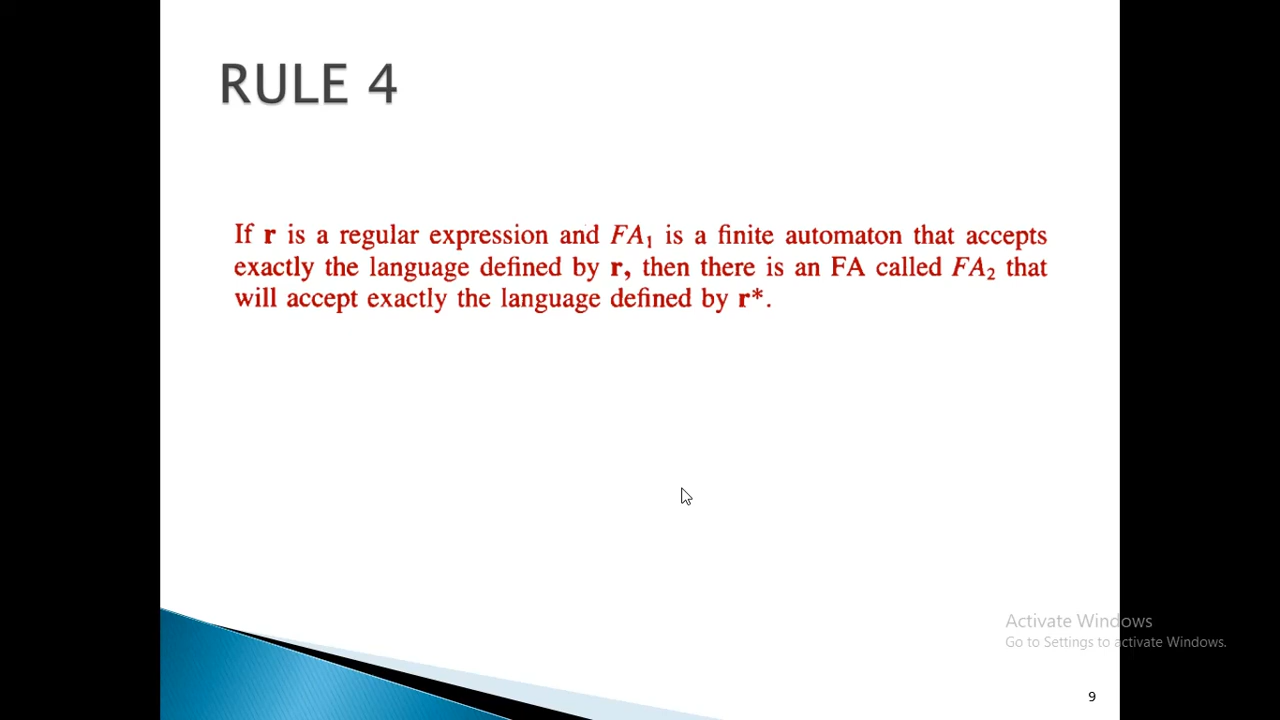 RULE 4
If r is a regular expression and FA₁ is a finite automaton that accepts
exactly the language defined by r, then there is an FA called FA₂ that
will accept exactly the language defined by r*.
Activate Windows
Go to Settings to activate Windows.
9